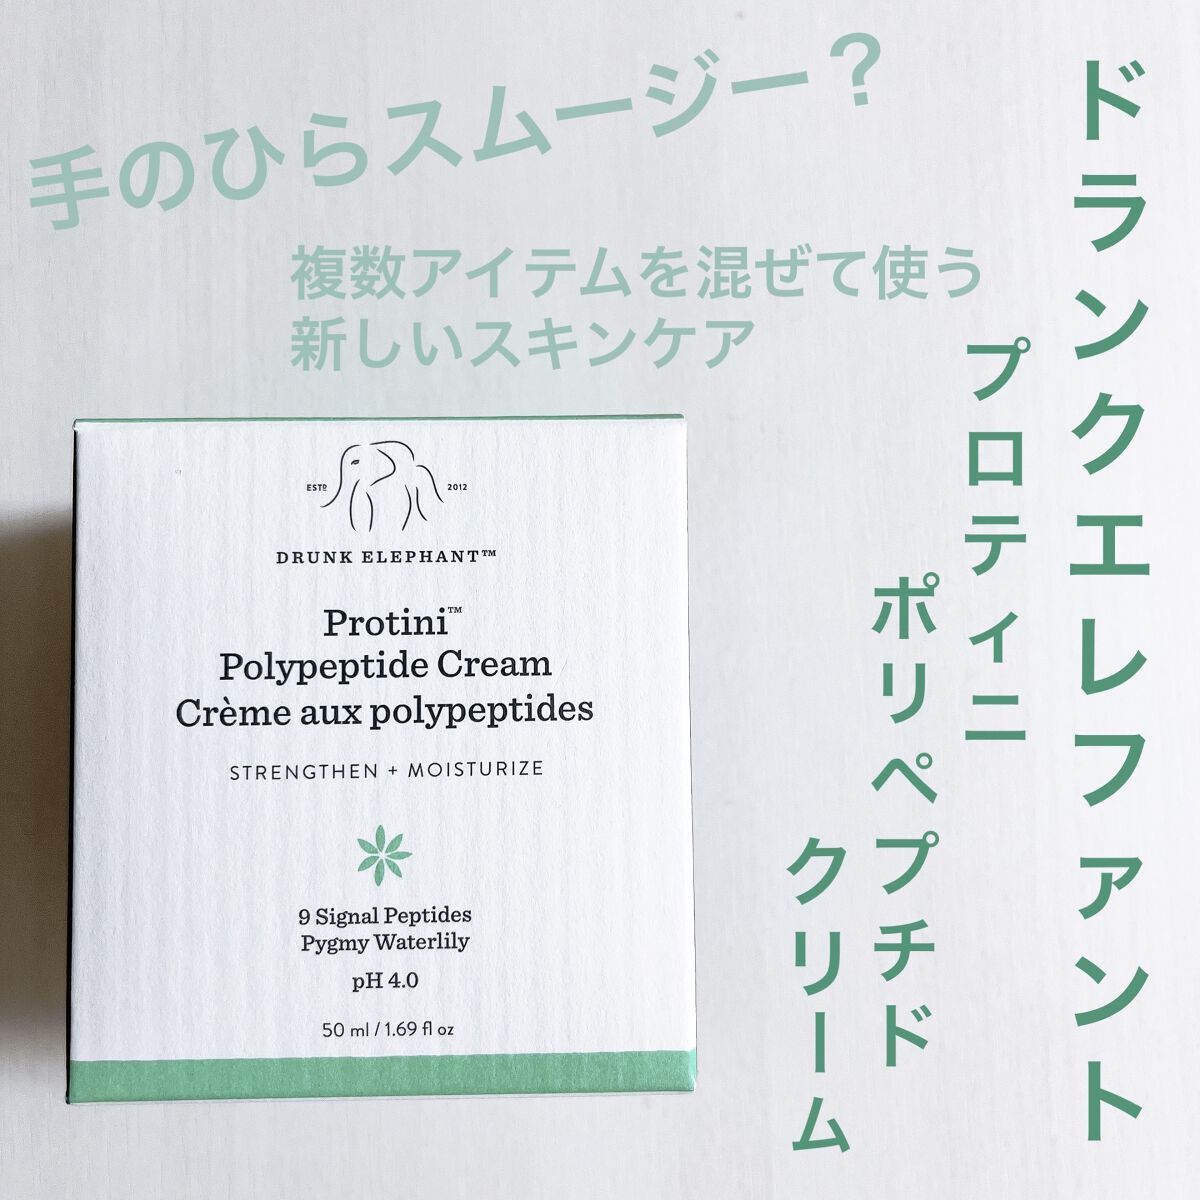 手のひらスムージー？
複数アイテムを混ぜて使う
新しいスキンケア
ドランクエレファント
プロティニ
ポリペプチド
クリーム
ESTD 2012
DRUNK ELEPHANT™
Protini™
Polypeptide Cream
Crème aux polypeptides
STRENGTHEN + MOISTURIZE
9 Signal Peptides
Pygmy Waterlily
pH 4.0
50 ml / 1.69 fl oz